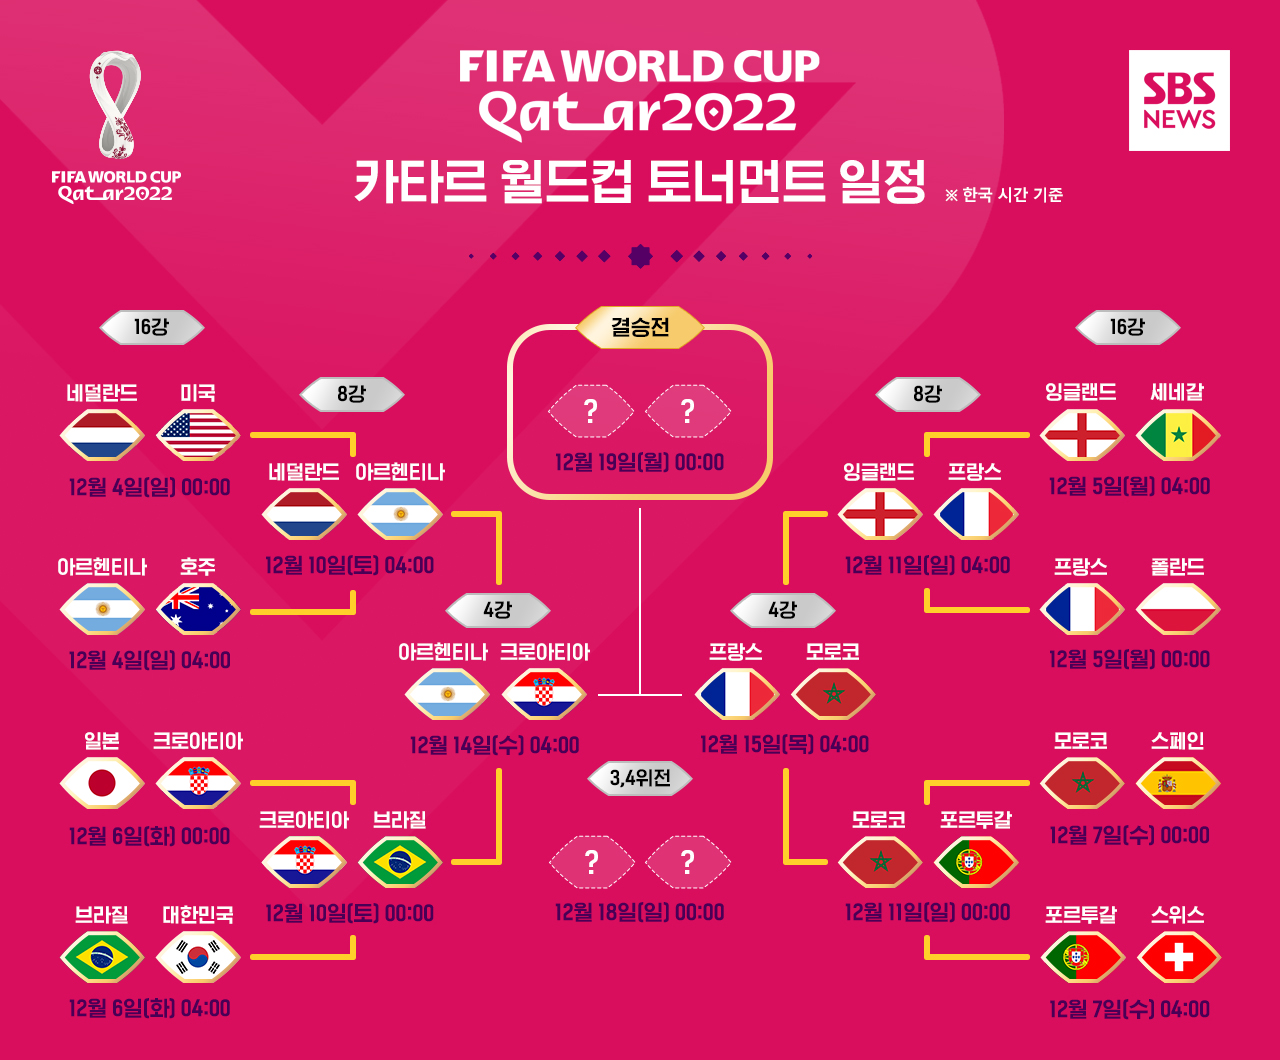 FIFA WORLD CUP
Qatar2022
FIFA WORLD CUP
Qatar2022
SBS
NEWS
카타르 월드컵 토너먼트 일정 ※ 한국 시간 기준
16강
8강
결승전
8강
16강
네덜란드 미국
12월 4일(일) 00:00
네덜란드 아르헨티나
12월 10일(토) 04:00
아르헨티나 호주
12월 4일(일) 04:00
? ?
12월 19일(월) 00:00
잉글랜드 세네갈
12월 5일(월) 04:00
잉글랜드 프랑스
12월 11일(일) 04:00
프랑스 폴란드
12월 5일(월) 00:00
4강
아르헨티나 크로아티아
12월 14일(수) 04:00
4강
프랑스 모로코
12월 15일(목) 04:00
일본 크로아티아
12월 6일(화) 00:00
크로아티아 브라질
12월 10일(토) 00:00
브라질 대한민국
12월 6일(화) 04:00
3,4위전
? ?
12월 18일(일) 00:00
모로코 스페인
12월 7일(수) 00:00
모로코 포르투갈
12월 11일(일) 00:00
포르투갈 스위스
12월 7일(수) 04:00